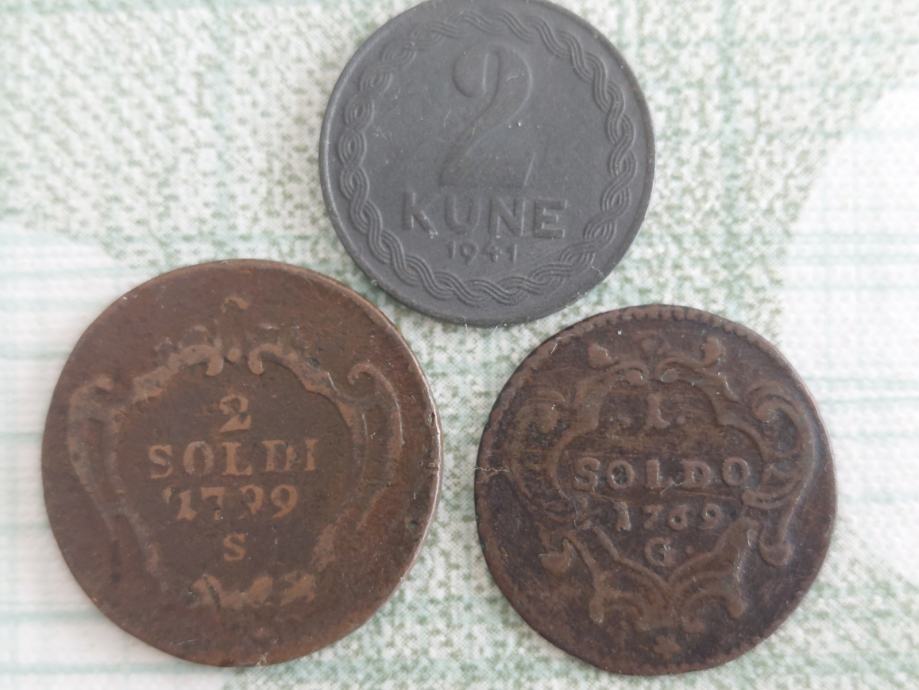 2
KUNE
1941
2
SOLDI
1799
S
.1.
SOLDO
1769
G.